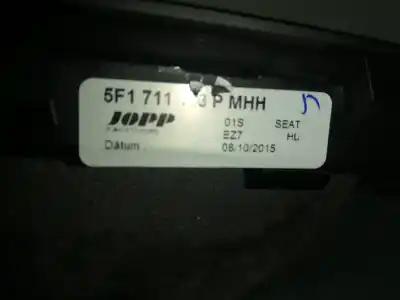 5F1 711 3 P MHH
JOPP 01S SEAT
EZ7 HL
Datum 08/10/2015